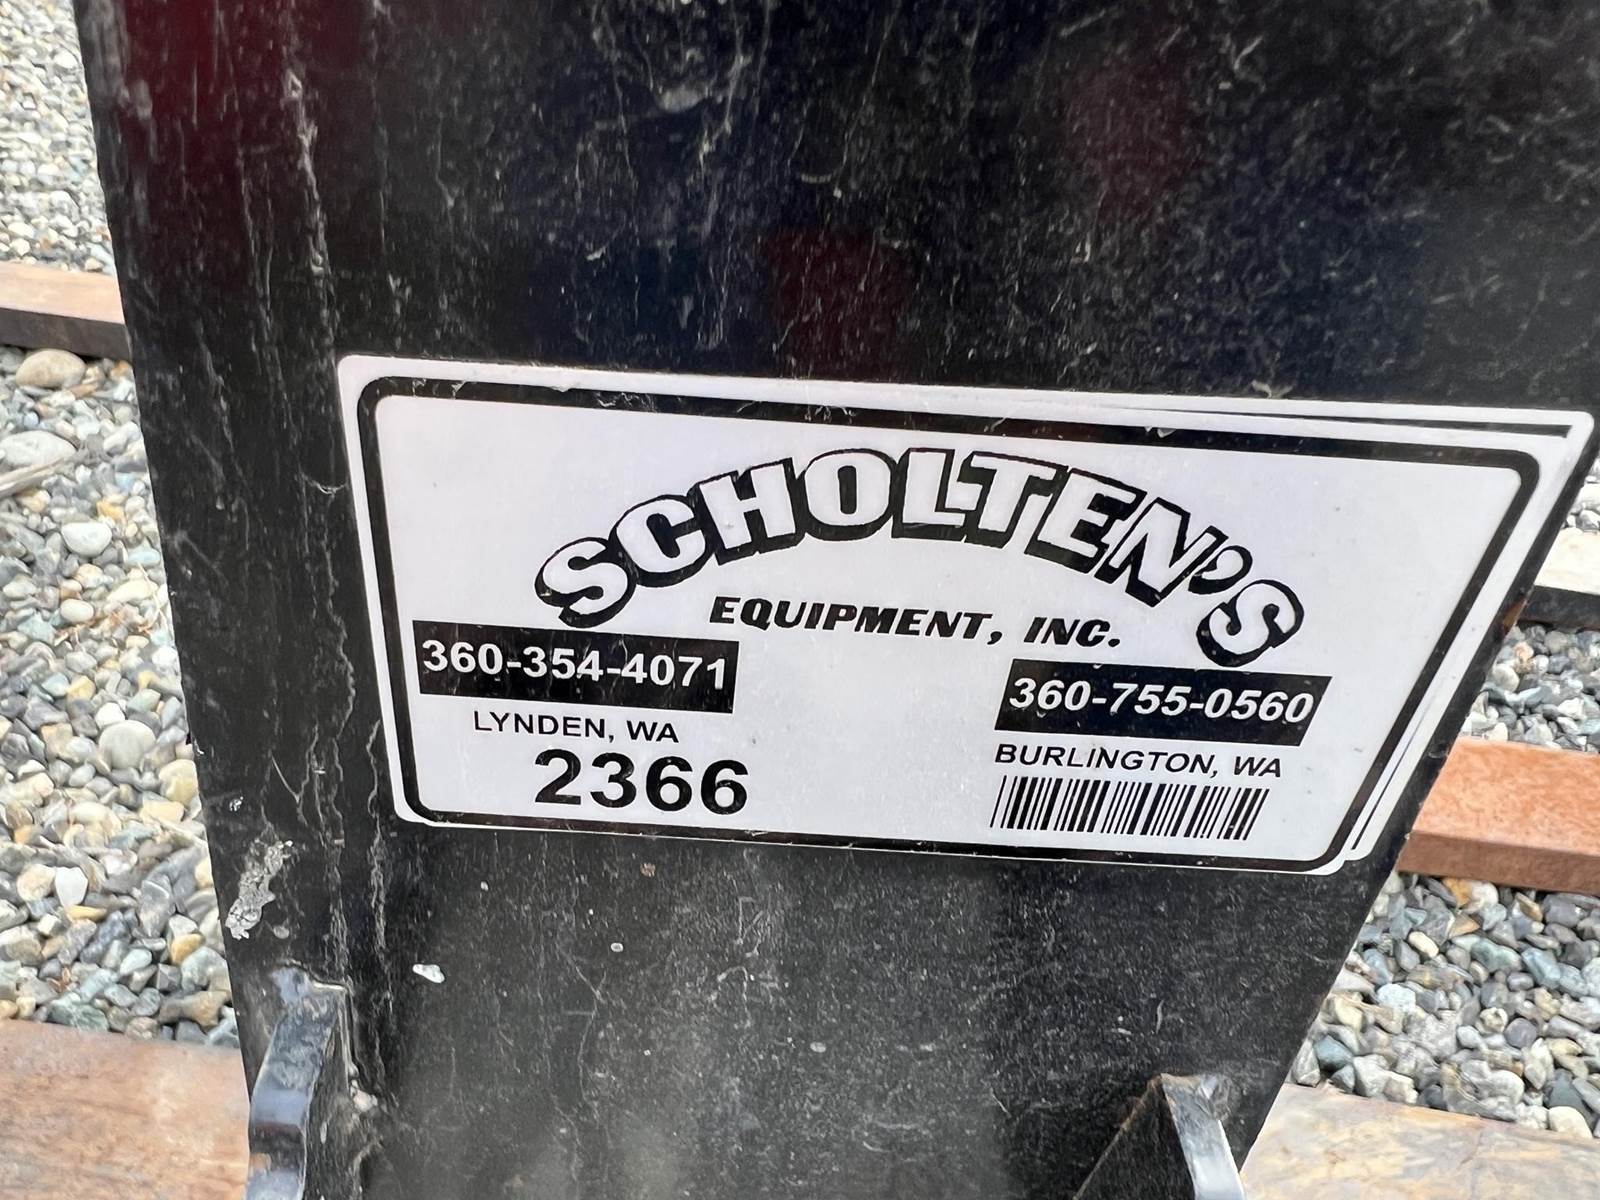 SCHOLTEN'S
EQUIPMENT, INC.
360-354-4071
LYNDEN, WA
2366
360-755-0560
BURLINGTON, WA